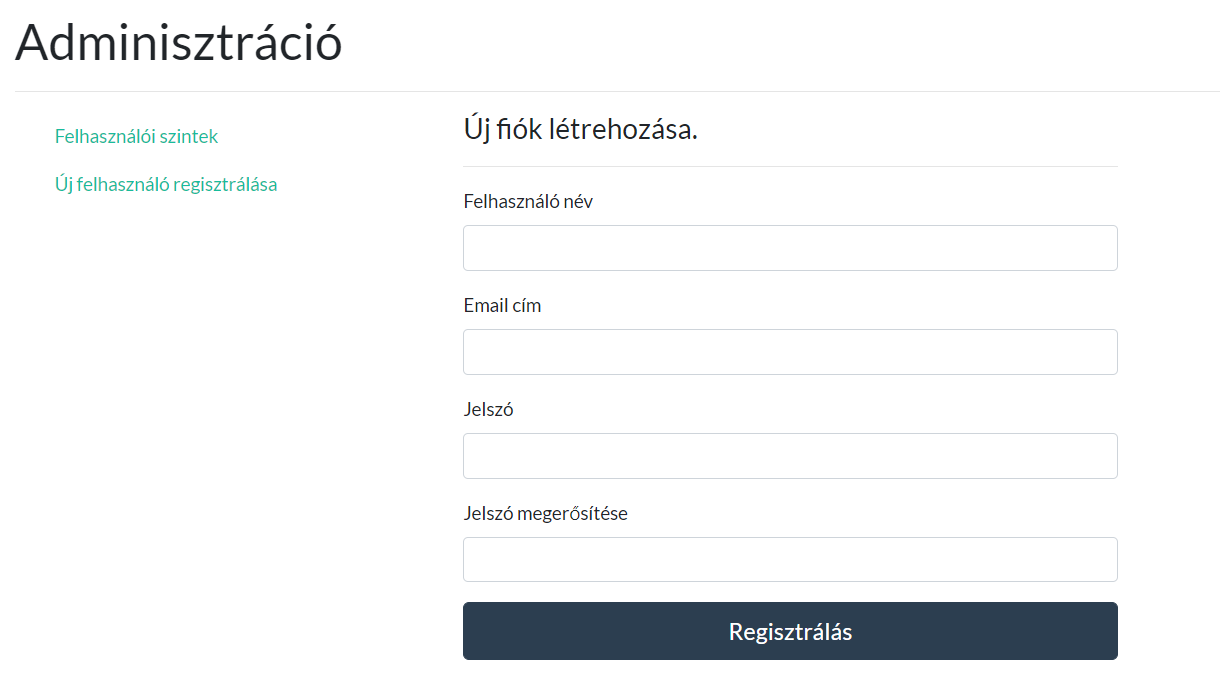 Adminisztráció
Felhasználói szintek
Új felhasználó regisztrálása
Új fiók létrehozása.
Felhasználó név
Email cím
Jelszó
Jelszó megerősítése
Regisztrálás